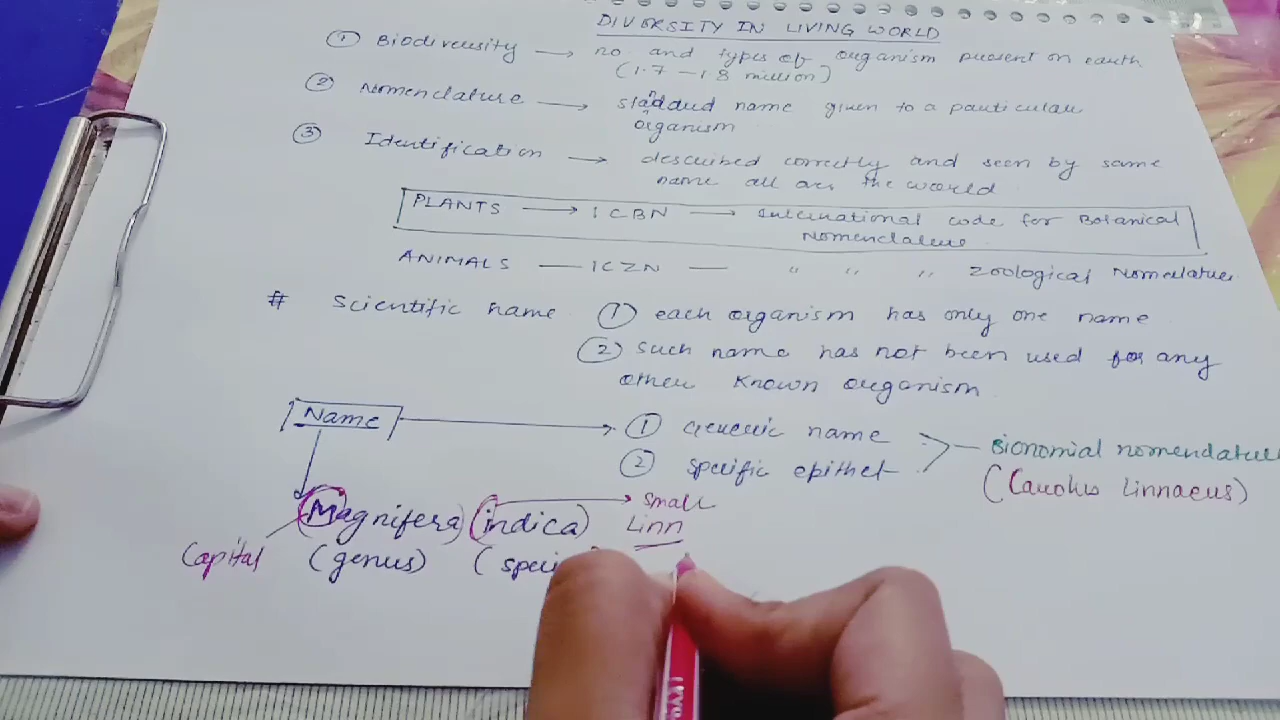 DIVERSITY IN LIVING WORLD
① Biodiversity → no. and types of organism present on earth
(1.7 – 1.8 million)
② Nomenclature → standard name given to a particular
organism
③ Identification → described correctly and seen by same
name all over the world
PLANTS → ICBN → International code for Botanical
Nomenclature
ANIMALS — ICZN — " " " Zoological Nomenclature
# Scientific name ① each organism has only one name
② Such name has not been used for any
other known organism
Name → ① Generic name
② Specific epithet
Bionomial nomenclature
(Carolus Linnaeus)
Magnifera indica → small
Linn
Capital (genus) (speci